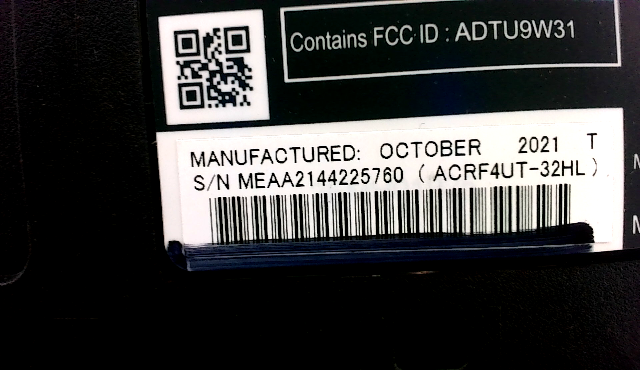 Contains FCC ID : ADTU9W31
MANUFACTURED: OCTOBER 2021 T
S/N MEAA2144225760 ( ACRF4UT-32HL )